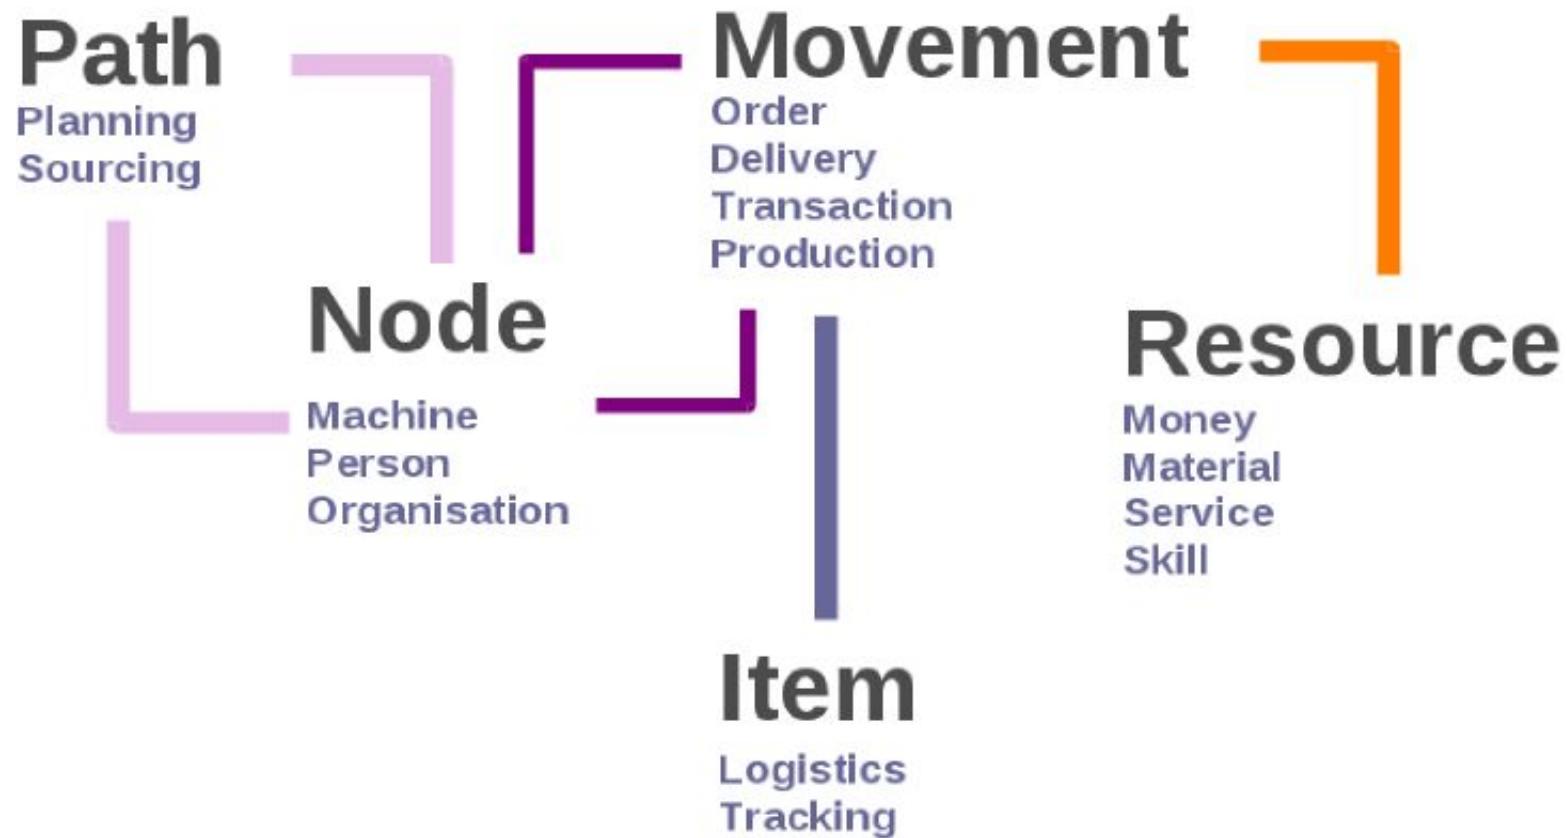 Path
Planning
Sourcing
Movement
Order
Delivery
Transaction
Production
Node
Machine
Person
Organisation
Resource
Money
Material
Service
Skill
Item
Logistics
Tracking